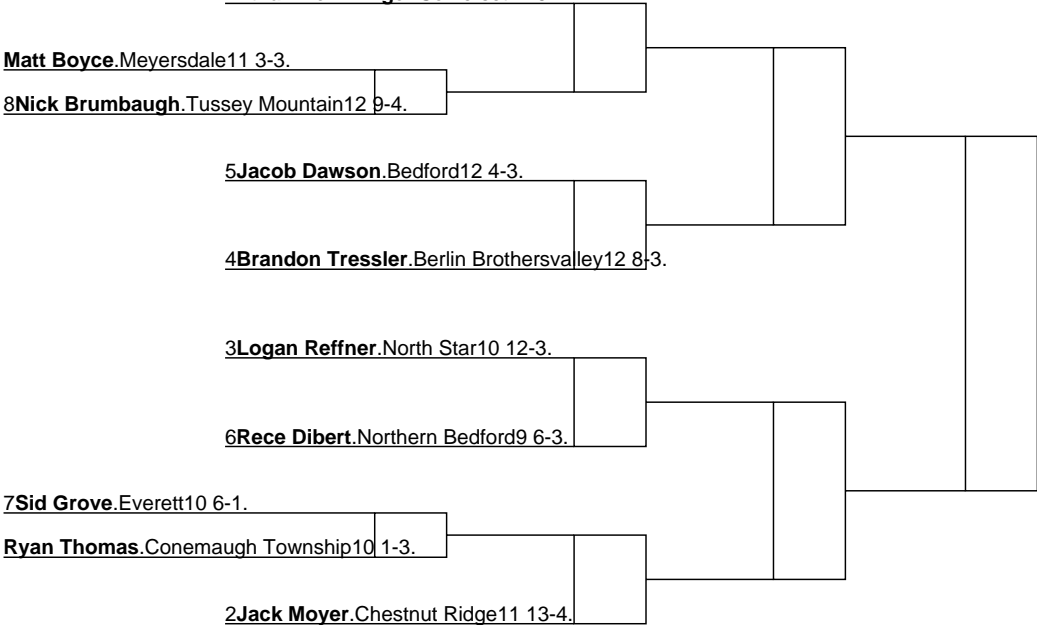 Matt Boyce.Meyersdale11 3-3.
8Nick Brumbaugh.Tussey Mountain12 9-4.
5Jacob Dawson.Bedford12 4-3.
4Brandon Tressler.Berlin Brothersvalley12 8-3.
3Logan Reffner.North Star10 12-3.
6Rece Dibert.Northern Bedford9 6-3.
7Sid Grove.Everett10 6-1.
Ryan Thomas.Conemaugh Township10 1-3.
2Jack Moyer.Chestnut Ridge11 13-4.